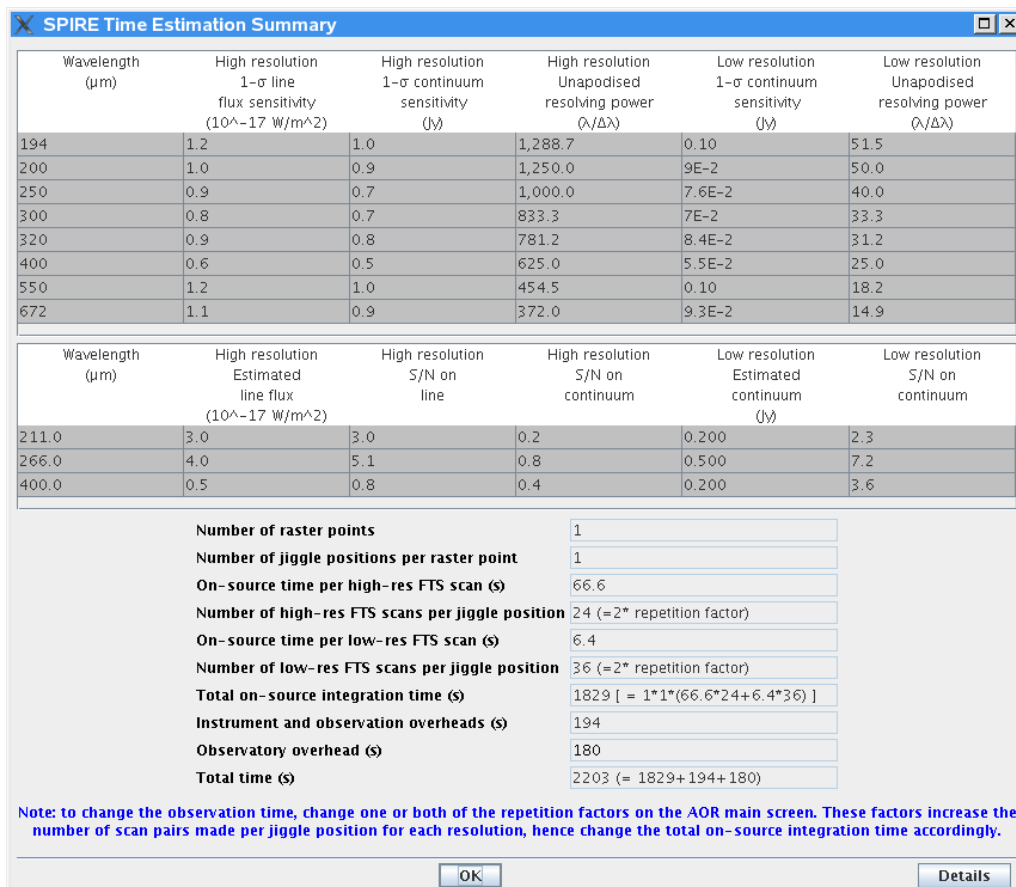 SPIRE Time Estimation Summary
Wavelength High resolution High resolution High resolution Low resolution Low resolution
(μm) 1-σ line 1-σ continuum Unapodised 1-σ continuum Unapodised
flux sensitivity sensitivity resolving power sensitivity resolving power
(10^-17 W/m^2) (Jy) (λ/Δλ) (Jy) (λ/Δλ)
194 1.2 1.0 1,288.7 0.10 51.5
200 1.0 0.9 1,250.0 9E-2 50.0
250 0.9 0.7 1,000.0 7.6E-2 40.0
300 0.8 0.7 833.3 7E-2 33.3
320 0.9 0.8 781.2 8.4E-2 31.2
400 0.6 0.5 625.0 5.5E-2 25.0
550 1.2 1.0 454.5 0.10 18.2
672 1.1 0.9 372.0 9.3E-2 14.9
Wavelength High resolution High resolution High resolution Low resolution Low resolution
(μm) Estimated S/N on S/N on Estimated S/N on
line flux line continuum continuum continuum
(10^-17 W/m^2) (Jy)
211.0 3.0 3.0 0.2 0.200 2.3
266.0 4.0 5.1 0.8 0.500 7.2
400.0 0.5 0.8 0.4 0.200 3.6
Number of raster points 1
Number of jiggle positions per raster point 1
On-source time per high-res FTS scan (s) 66.6
Number of high-res FTS scans per jiggle position 24 (=2* repetition factor)
On-source time per low-res FTS scan (s) 6.4
Number of low-res FTS scans per jiggle position 36 (=2* repetition factor)
Total on-source integration time (s) 1829 [ = 1*1*(66.6*24+6.4*36) ]
Instrument and observation overheads (s) 194
Observatory overhead (s) 180
Total time (s) 2203 (= 1829+194+180)
Note: to change the observation time, change one or both of the repetition factors on the AOR main screen. These factors increase the
number of scan pairs made per jiggle position for each resolution, hence change the total on-source integration time accordingly.
OK Details